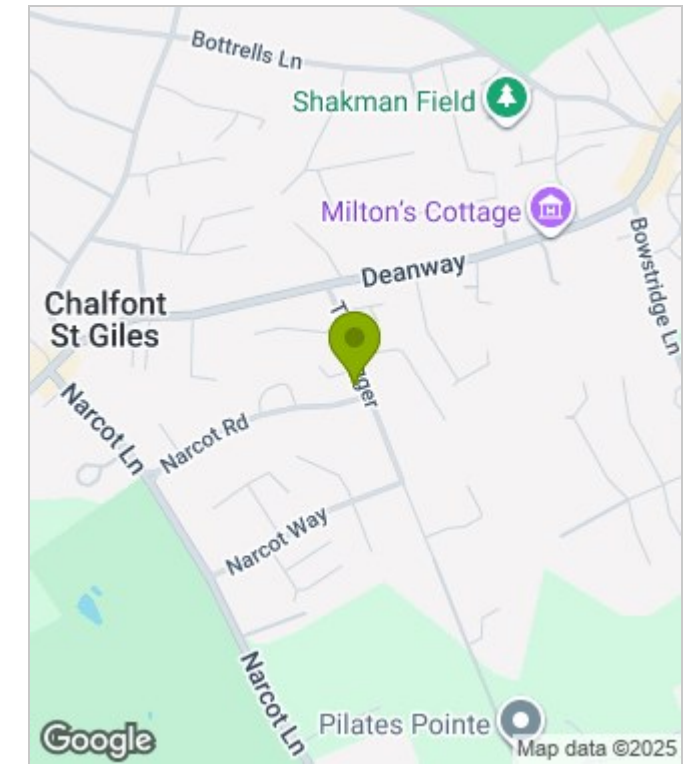 Bottrells Ln
Shakman Field
Milton's Cottage
Deanway
Bowstridge Ln
Chalfont
St Giles
Narcot Ln
Narcot Rd
Narcot Way
Narcot Ln
Pilates Pointe
Google
Map data ©2025